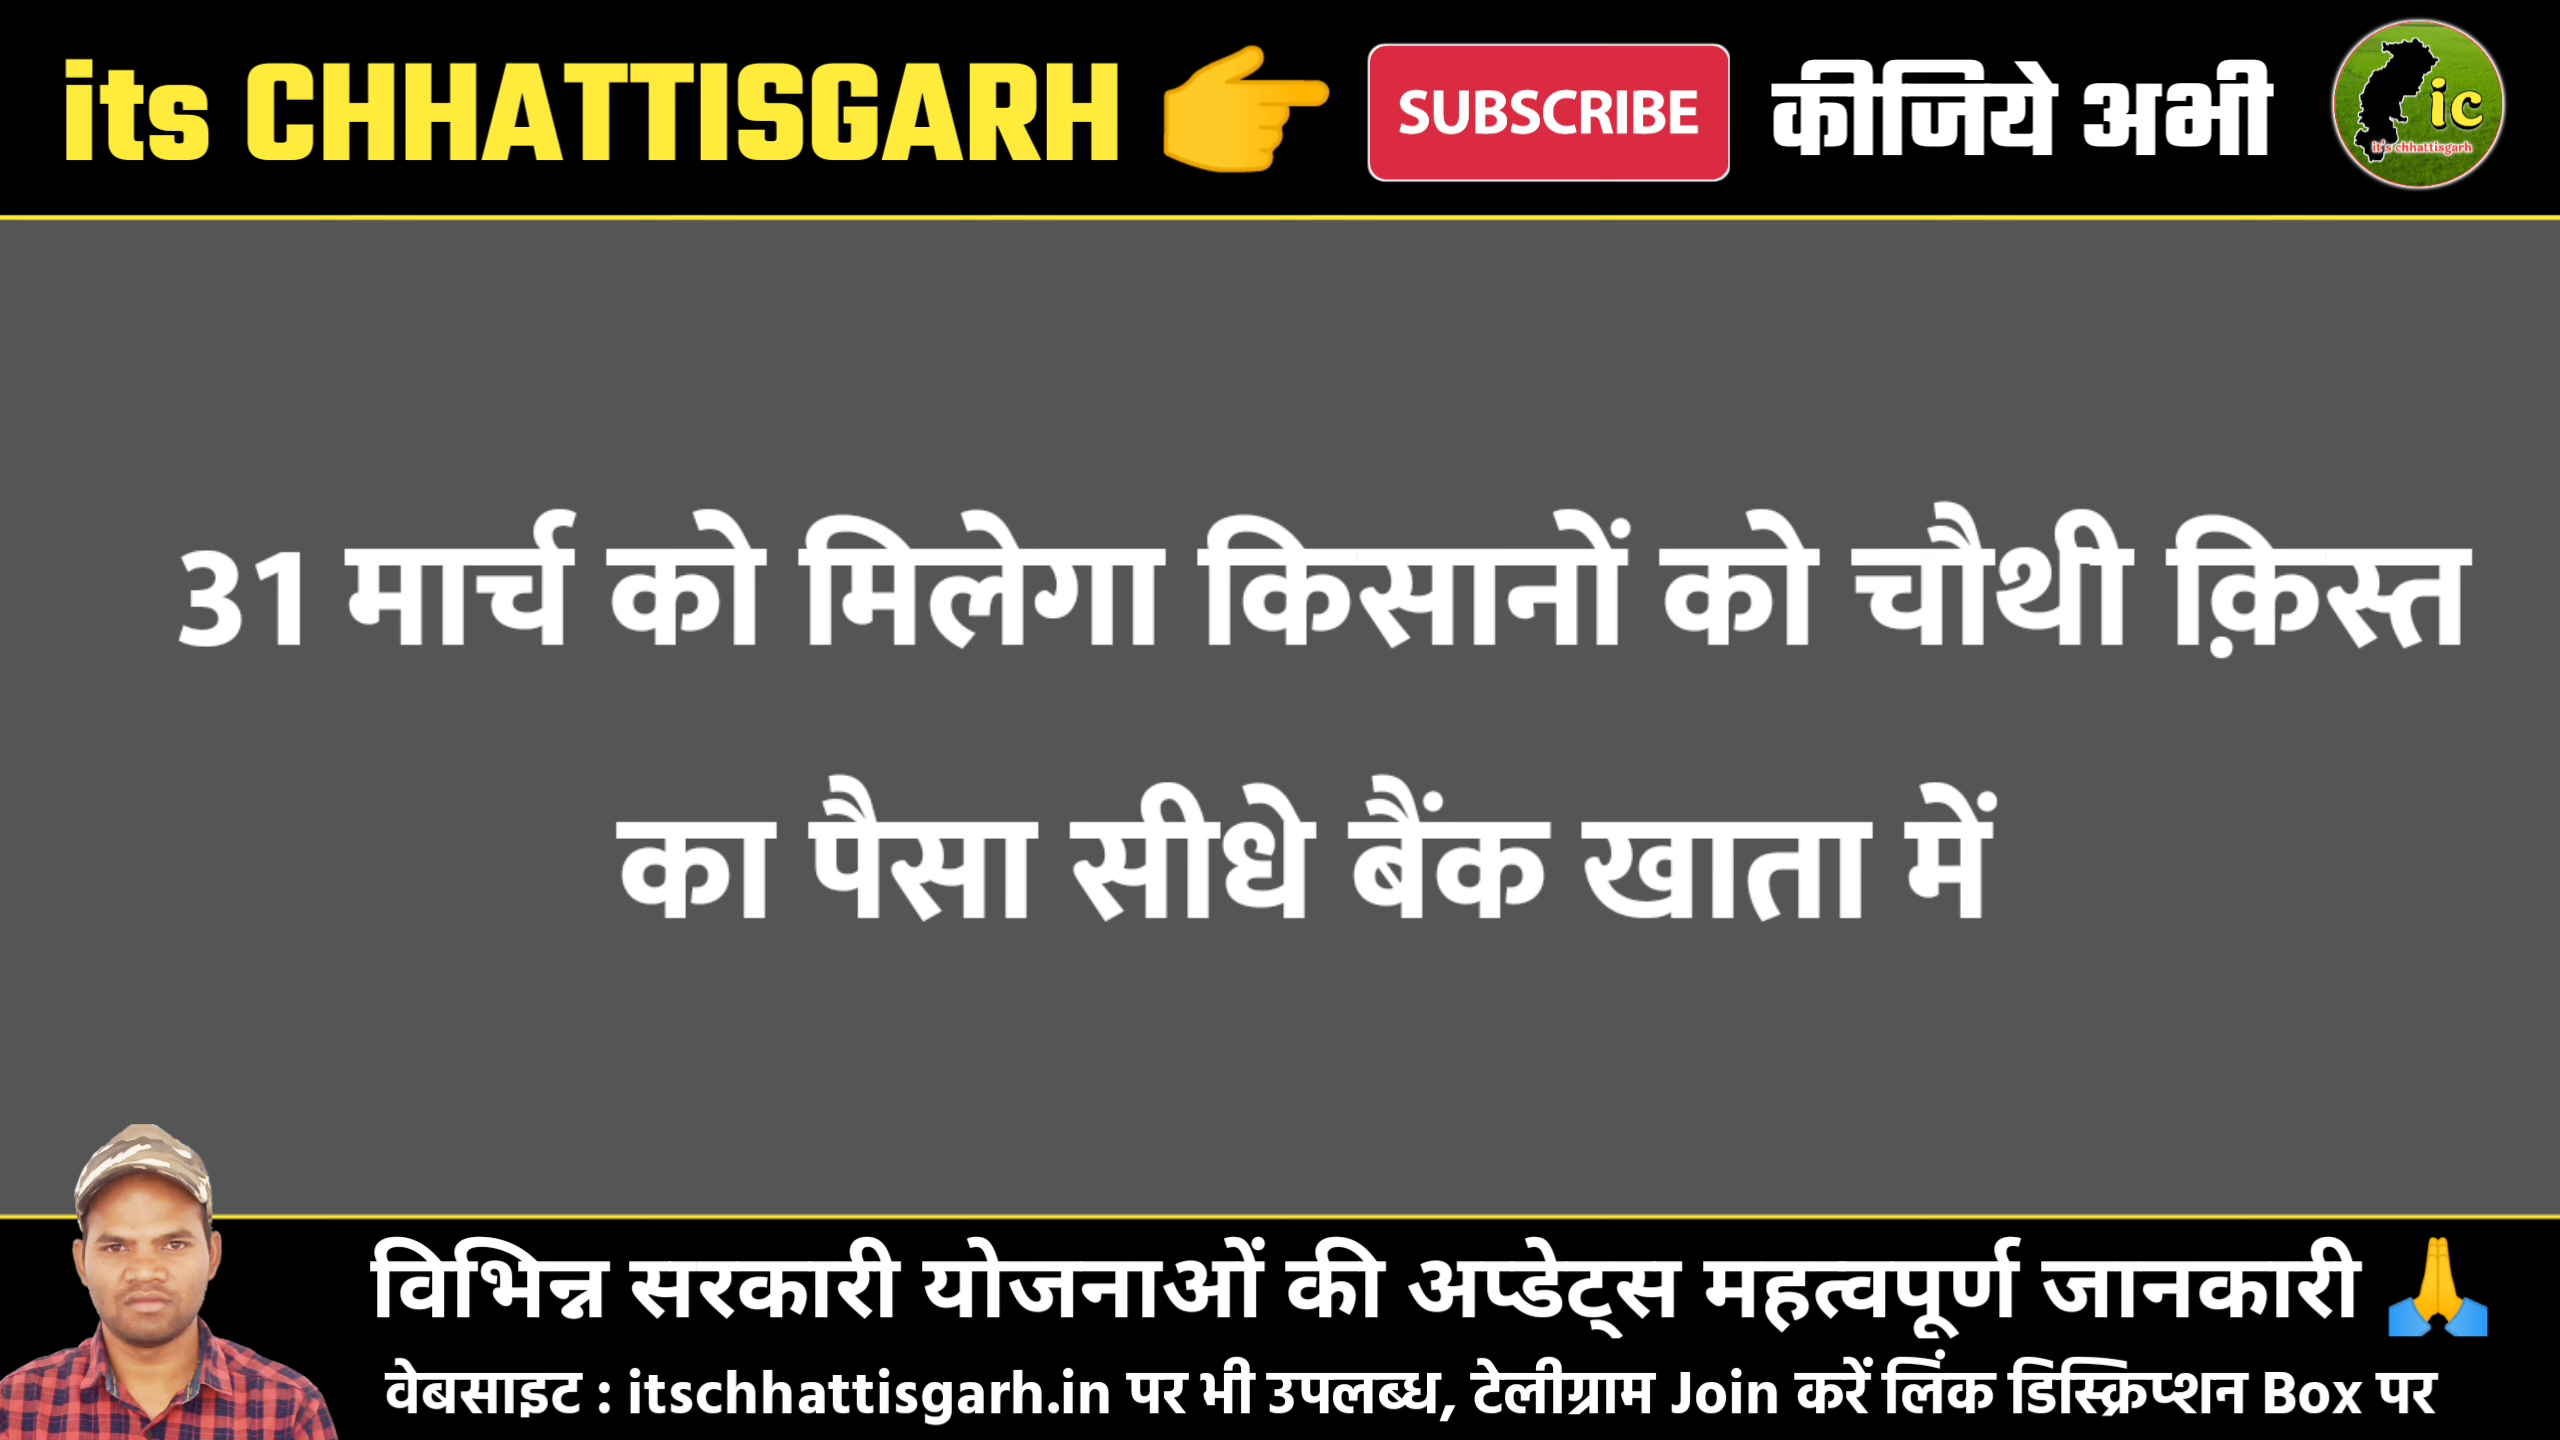 its CHHATTISGARH 👉 SUBSCRIBE कीजिये अभी
ic
it's chhattisgarh
31 मार्च को मिलेगा किसानों को चौथी क़िस्त
का पैसा सीधे बैंक खाता में
विभिन्न सरकारी योजनाओं की अप्डेट्स महत्वपूर्ण जानकारी 🙏
वेबसाइट : itschhattisgarh.in पर भी उपलब्ध, टेलीग्राम Join करें लिंक डिस्क्रिप्शन Box पर